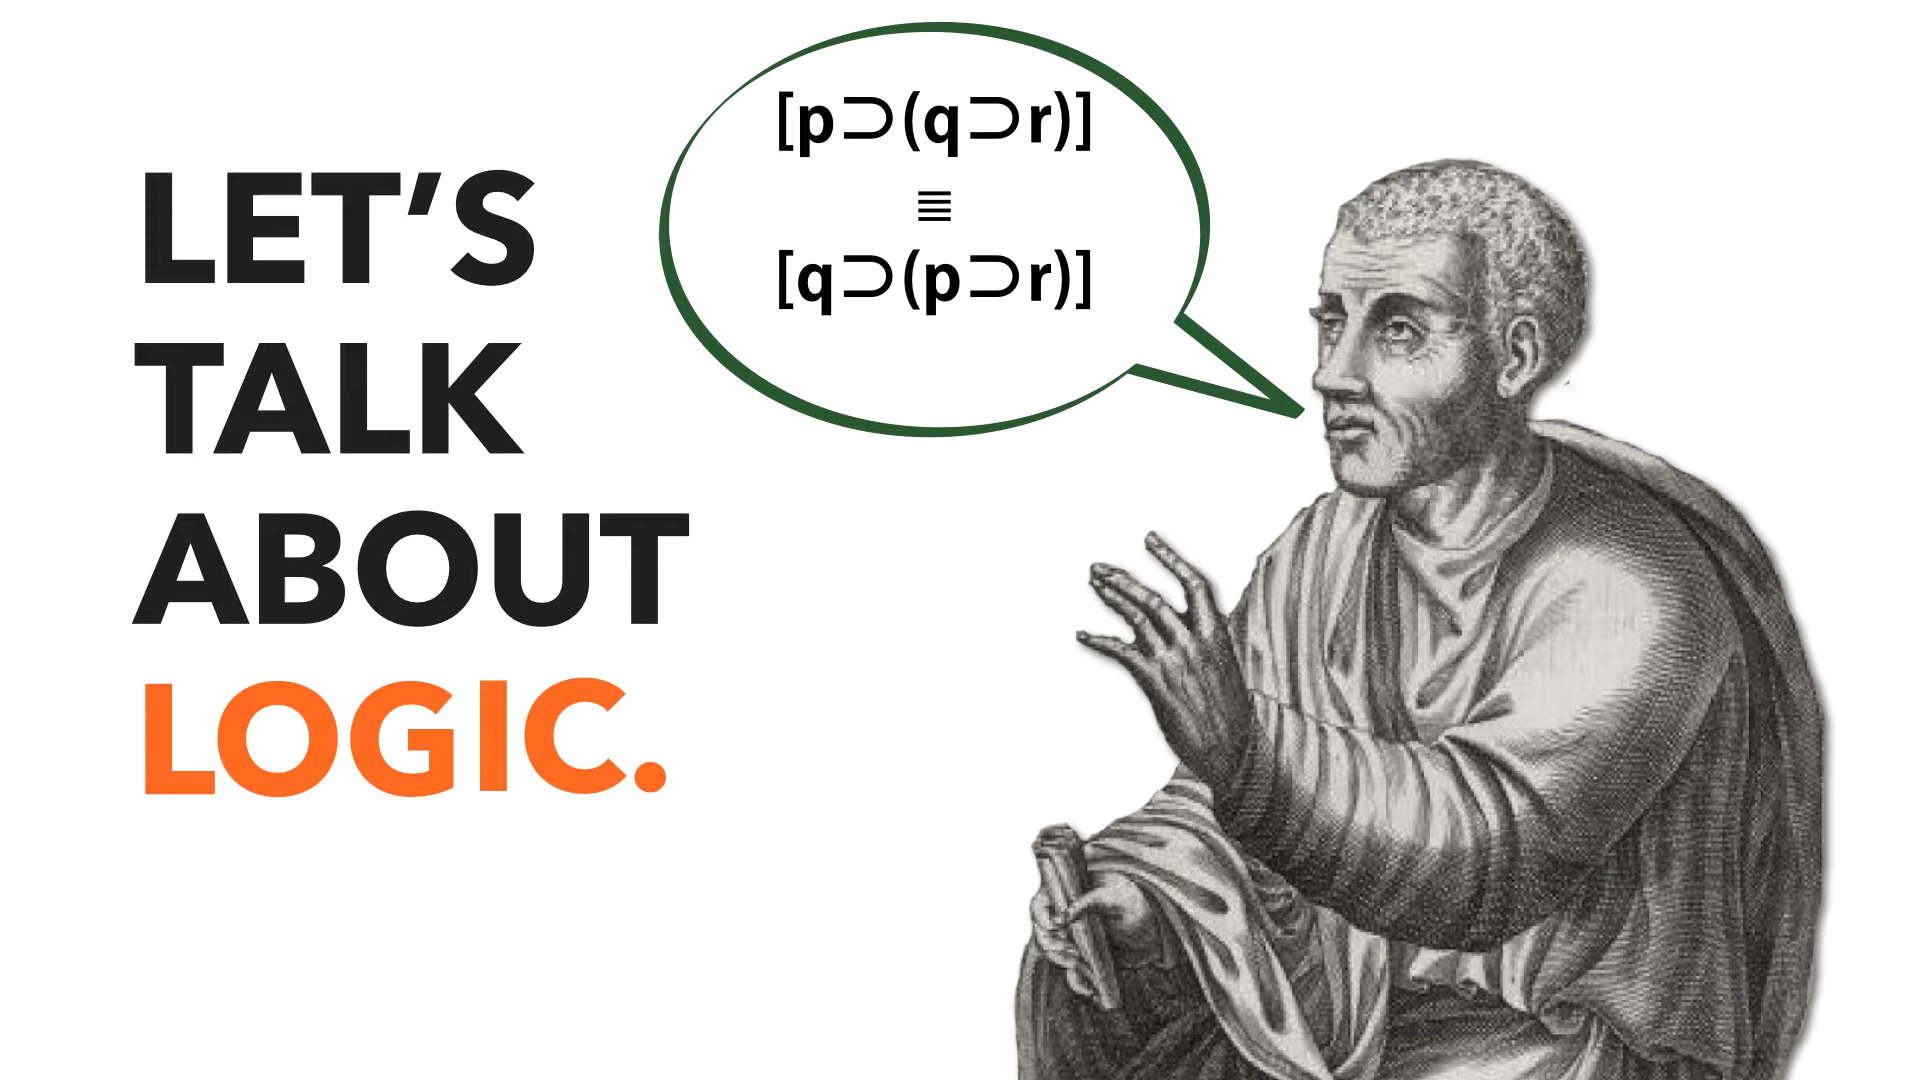 LET’S
TALK
ABOUT
LOGIC.
[p⊃(q⊃r)]
≣
[q⊃(p⊃r)]